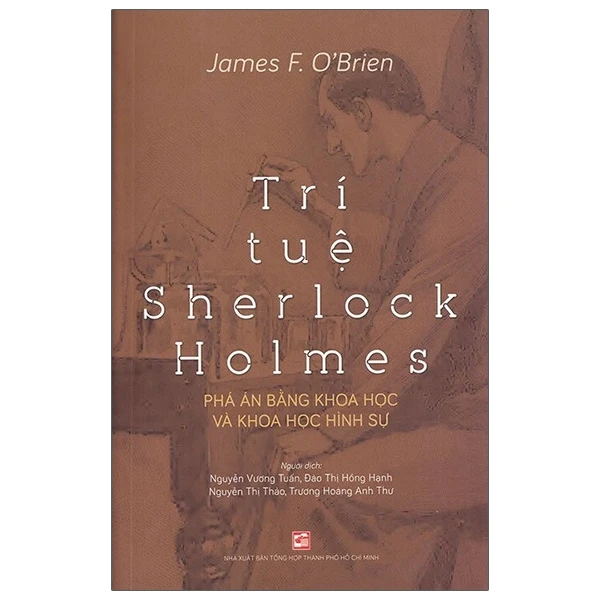 James F. O'Brien
Trí
tuệ
Sherlock
Holmes
PHÁ ÁN BẰNG KHOA HỌC
VÀ KHOA HỌC HÌNH SỰ
Người dịch:
Nguyễn Vương Tuấn, Đào Thị Hồng Hạnh
Nguyễn Thị Thảo, Trương Hoàng Anh Thư
NHÀ XUẤT BẢN TỔNG HỢP THÀNH PHỐ HỒ CHÍ MINH